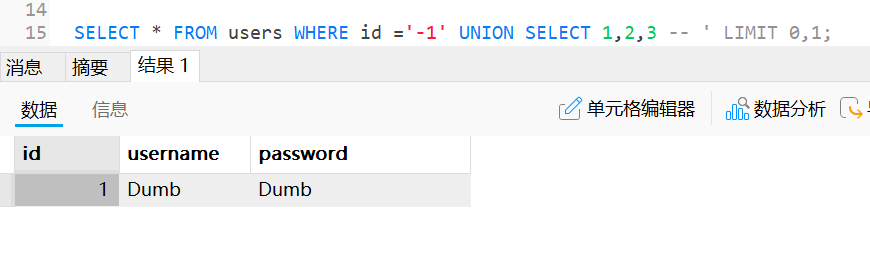 14
15 SELECT * FROM users WHERE id ='-1' UNION SELECT 1,2,3 -- ' LIMIT 0,1;
消息 摘要 结果 1
数据 信息 单元格编辑器 数据分析
id username password
1 Dumb Dumb